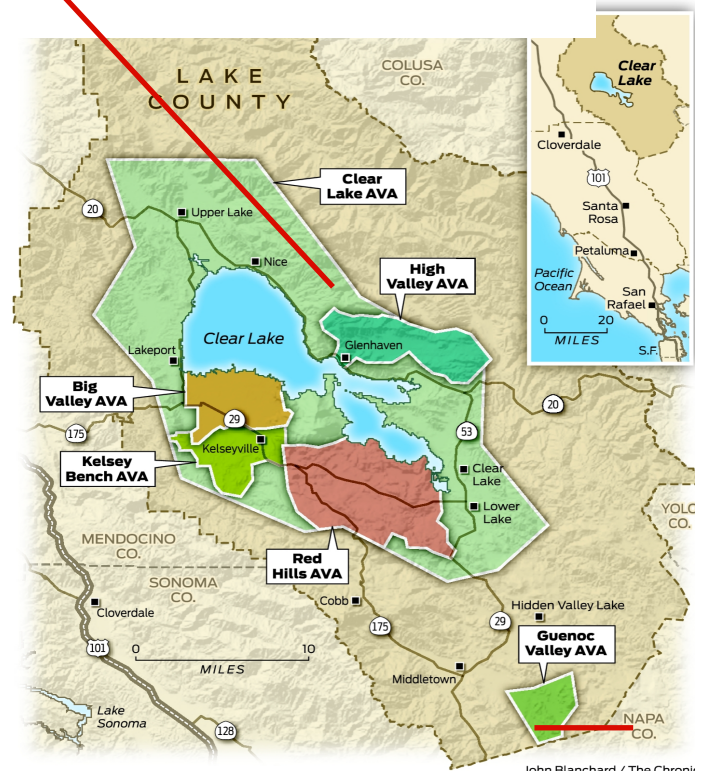 LAKE
COUNTY
COLUSA
CO.
Clear
Lake
Cloverdale
101
Santa
Rosa
Petaluma
Pacific
Ocean
San
Rafael
0 20
MILES
S.F.
Clear
Lake AVA
20
Upper Lake
Nice
High
Valley AVA
Clear Lake
Glenhaven
Lakeport
Big
Valley AVA
20
29
175
53
Kelseyville
Kelsey
Bench AVA
Clear
Lake
Lower
Lake
YOLO
CO.
MENDOCINO
CO.
Red
Hills AVA
SONOMA
CO.
Cobb
Hidden Valley Lake
Cloverdale
175
29
Guenoc
Valley AVA
101
0 10
MILES
Middletown
Lake
Sonoma
128
NAPA
CO.
John Blanchard / The Chronic